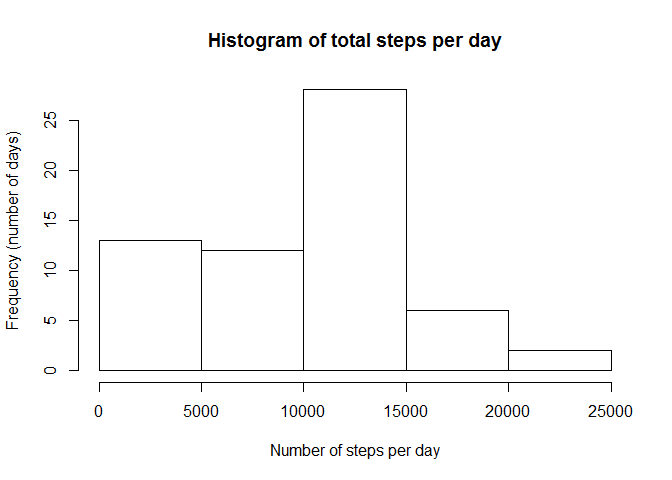 Histogram of total steps per day
Frequency (number of days)
25
20
15
10
5
0
0 5000 10000 15000 20000 25000
Number of steps per day